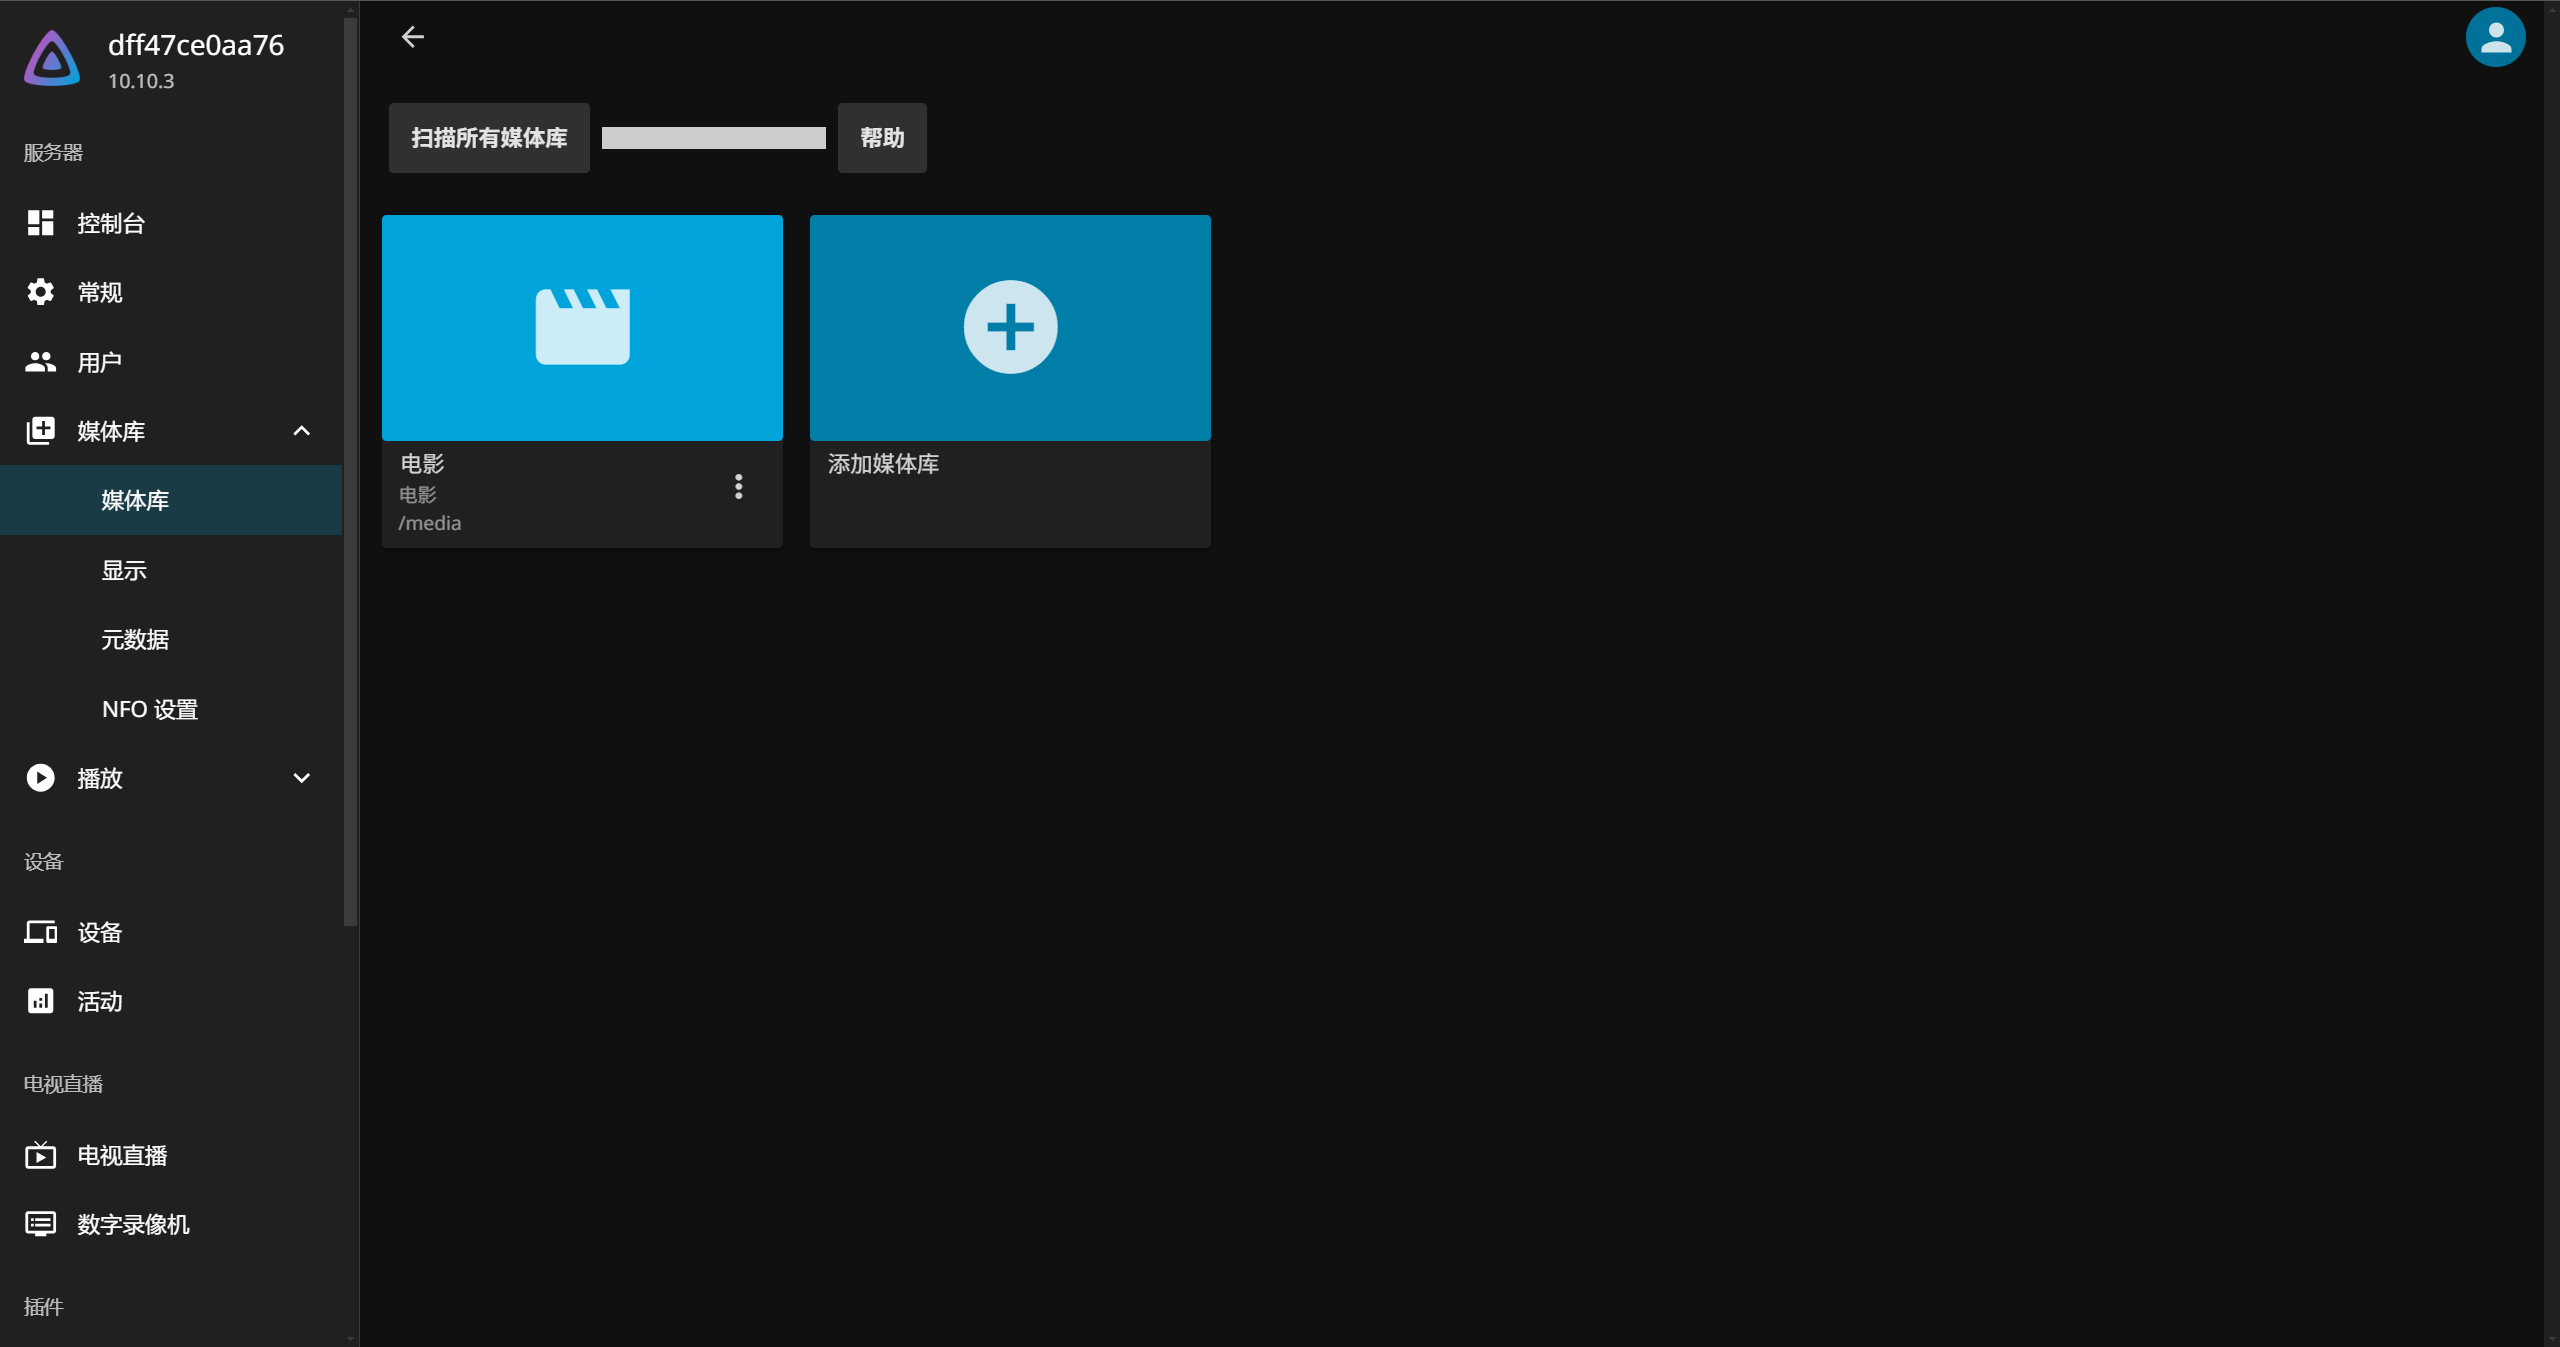 dff47ce0aa76
10.10.3
服务器
控制台
常规
用户
媒体库
媒体库
显示
元数据
NFO 设置
播放
设备
设备
活动
电视直播
电视直播
数字录像机
插件
扫描所有媒体库
帮助
电影
电影
/media
添加媒体库